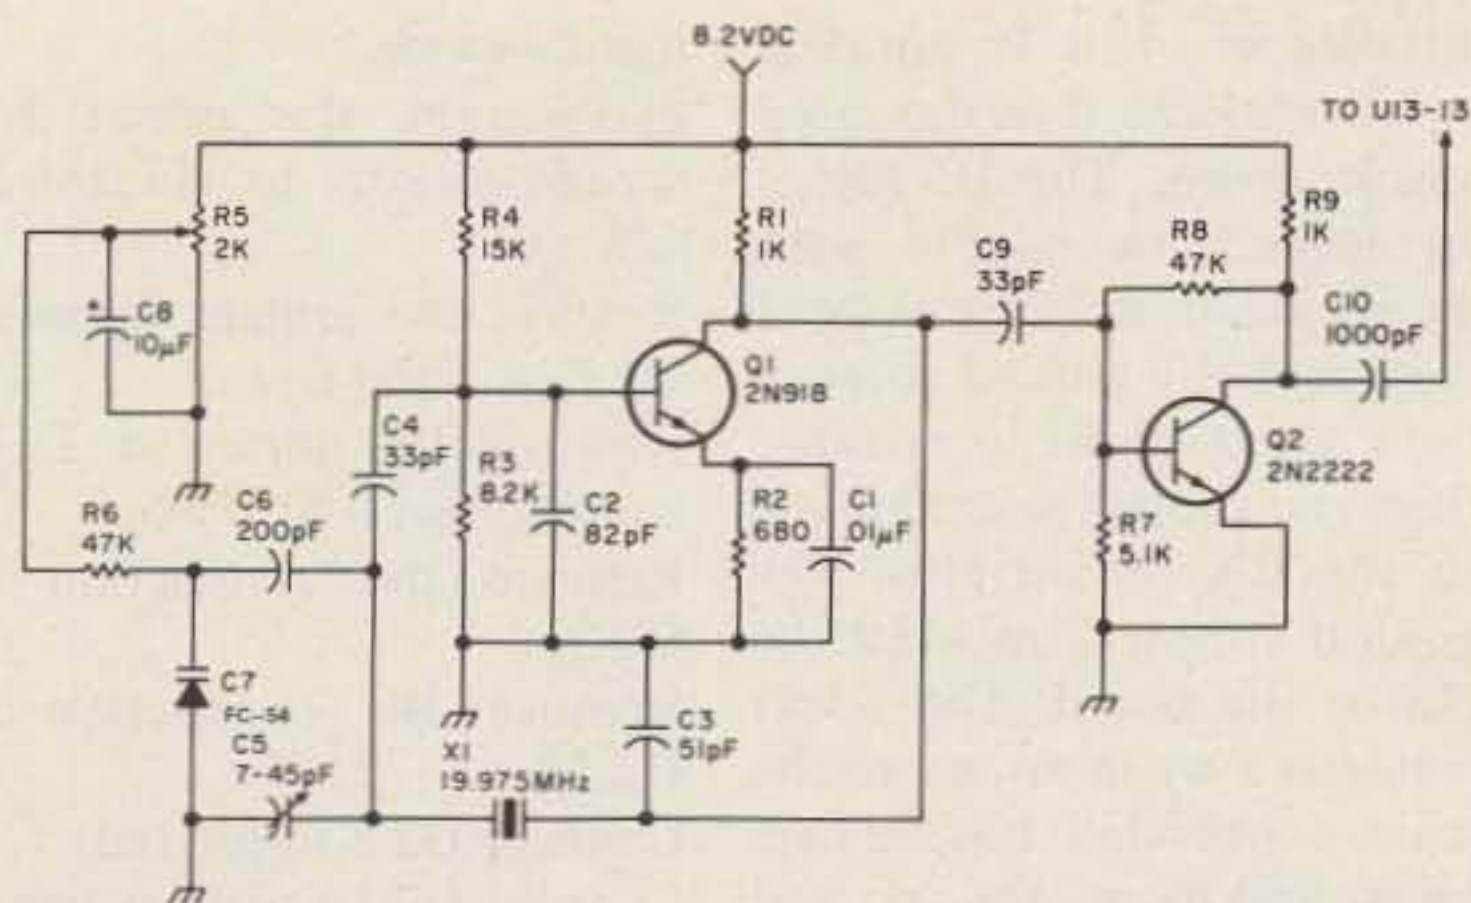 8.2VDC
TO U13-13
R5
2K
R4
15K
R1
1K
R9
1K
R8
47K
C9
33pF
C10
1000pF
+
C8
10µF
Q1
2N918
C4
33pF
R3
8.2K
C2
82pF
R2
680
C1
.01µF
Q2
2N2222
R7
5.1K
R6
47K
C6
200pF
C7
FC-54
C5
7-45pF
X1
19.975MHz
C3
51pF